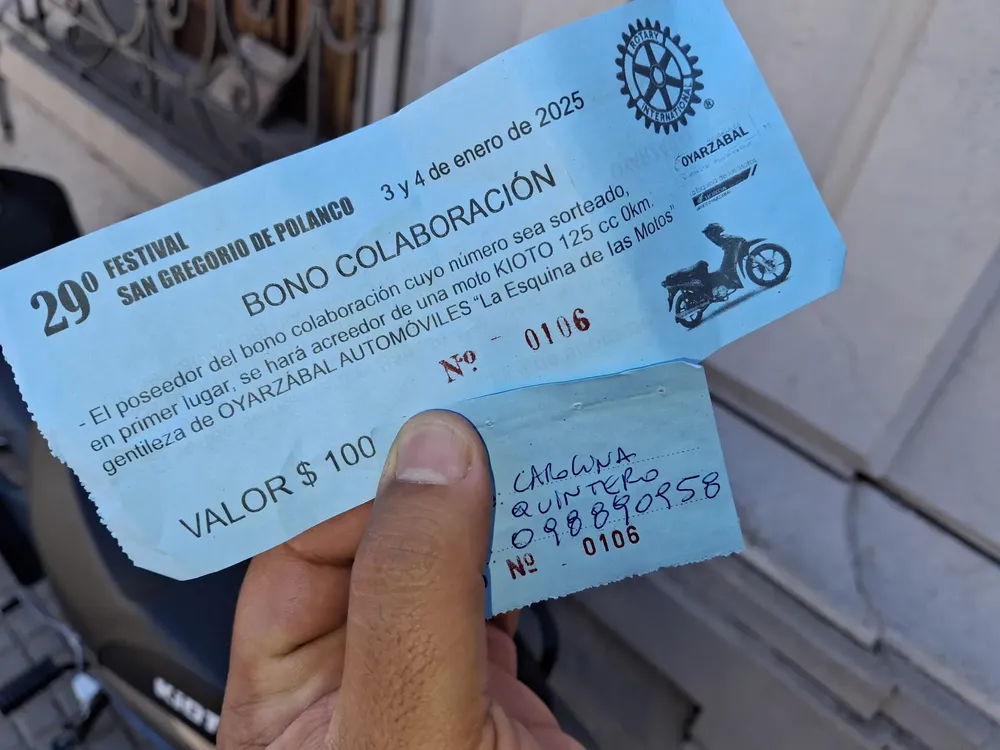 29º FESTIVAL
SAN GREGORIO DE POLANCO
3 y 4 de enero de 2025
ROTARY
INTERNATIONAL
®
OYARZABAL
BONO COLABORACIÓN
- El poseedor del bono colaboración cuyo número sea sorteado,
en primer lugar, se hará acreedor de una moto KIOTO 125 cc 0km.
gentileza de OYARZÁBAL AUTOMÓVILES "La Esquina de las Motos"
Nº - 0106
VALOR $ 100
CAROLINA
QUINTERO
098890958
Nº 0106